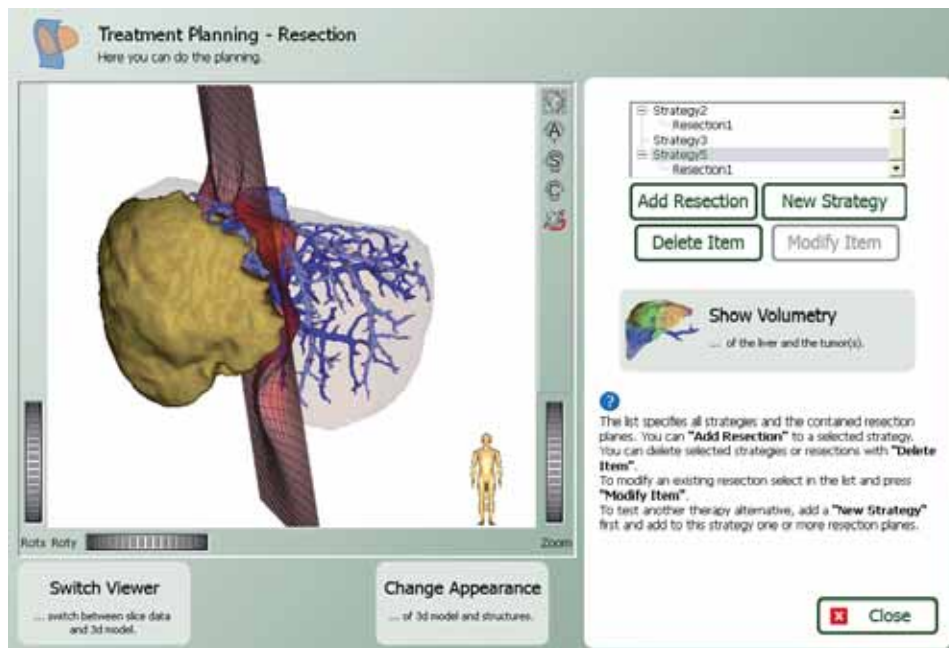 Treatment Planning - Resection
Here you can do the planning.
A
S
C
Strategy2
Resection1
Strategy3
Strategy5
Resection1
Add Resection
New Strategy
Delete Item
Modify Item
Show Volumetry
.... of the liver and the tumor(s).
?
The list specifies all strategies and the contained resection
planes. You can "Add Resection" to a selected strategy.
You can delete selected strategies or resections with "Delete
Item".
To modify an existing resection select in the list and press
"Modify Item".
To test another therapy alternative, add a "New Strategy"
first and add to this strategy one or more resection planes.
Rotx Roty
Zoom
Switch Viewer
.... switch between slice data
and 3d model.
Change Appearance
.... of 3d model and structures.
Close